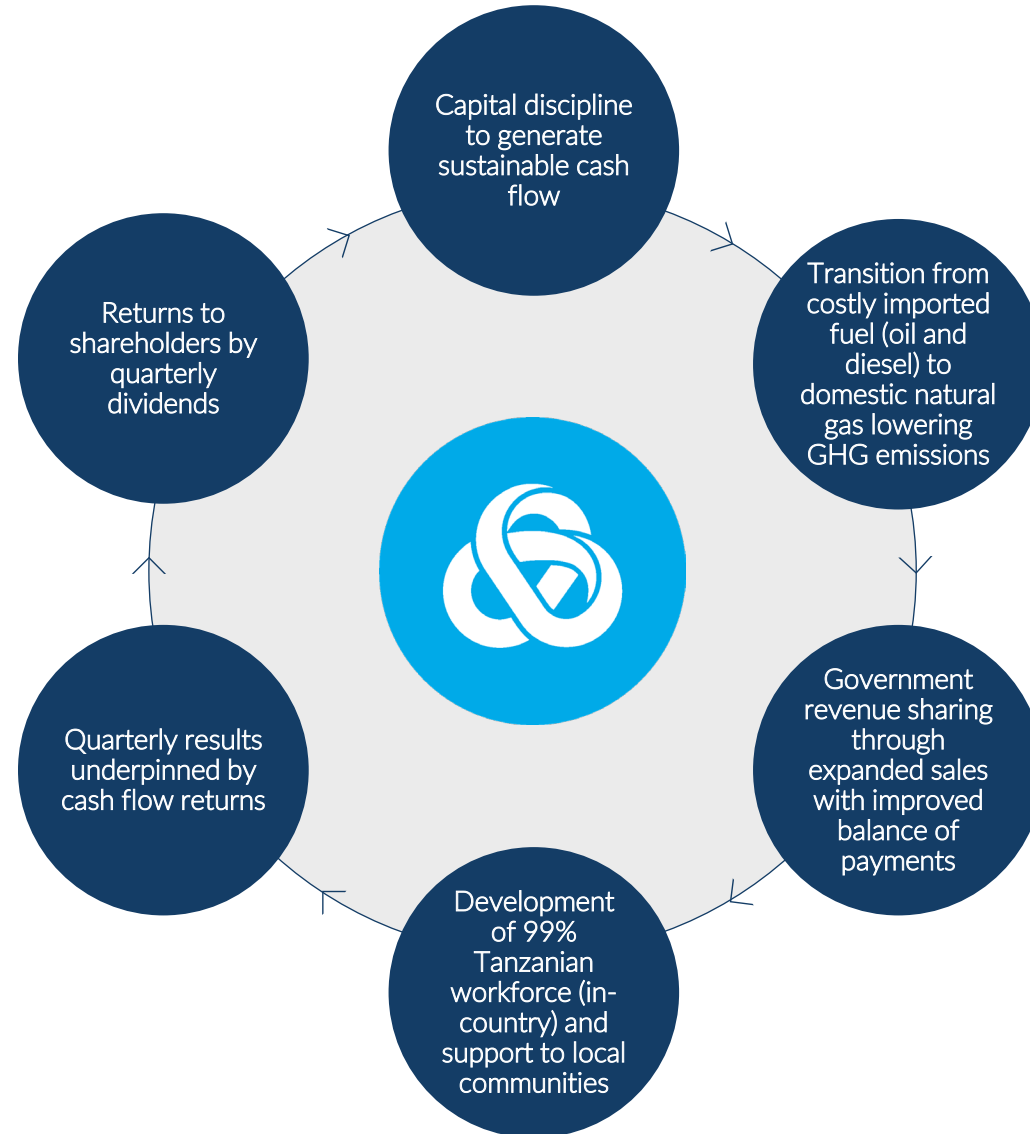 Capital discipline
to generate
sustainable cash
flow
Transition from
costly imported
fuel (oil and
diesel) to
domestic natural
gas lowering
GHG emissions
Government
revenue sharing
through
expanded sales
with improved
balance of
payments
Development
of 99%
Tanzanian
workforce (in-
country) and
support to local
communities
Quarterly results
underpinned by
cash flow returns
Returns to
shareholders by
quarterly
dividends